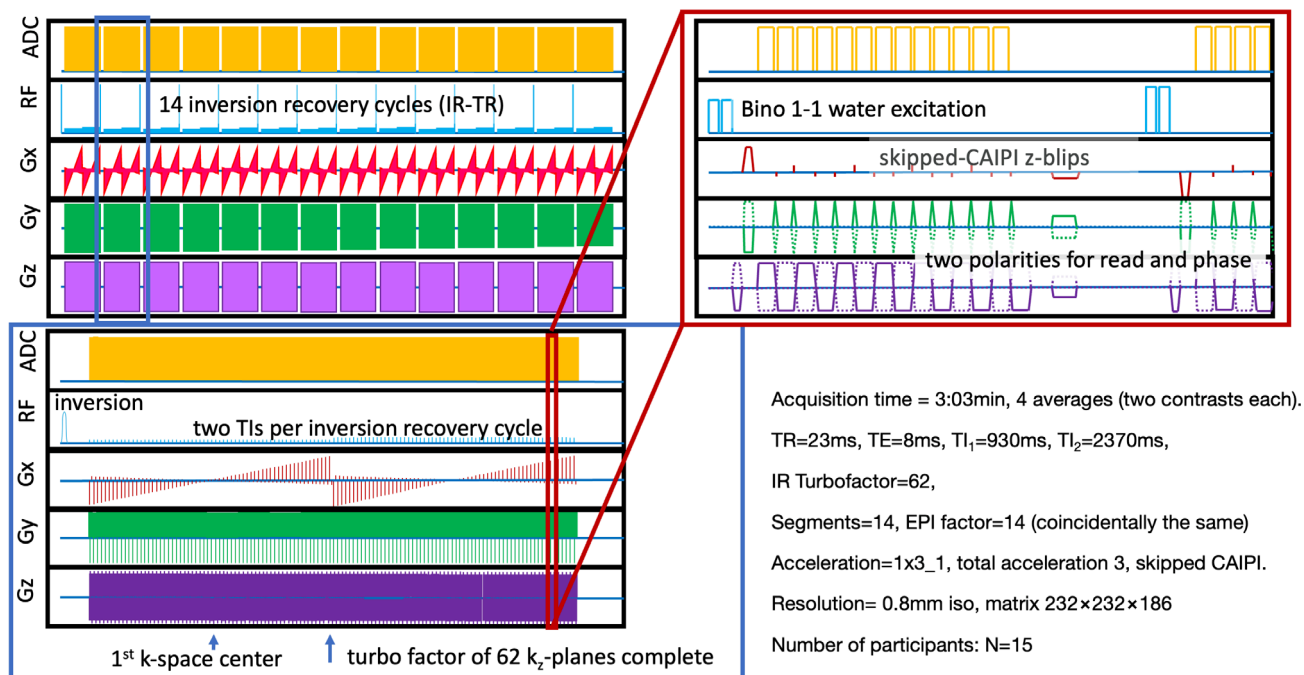 ADC
RF
14 inversion recovery cycles (IR-TR)
Gx
Gy
Gz
Bino 1-1 water excitation
skipped-CAIPI z-blips
two polarities for read and phase
ADC
inversion
RF
two TIs per inversion recovery cycle
Gx
Gy
Gz
1st k-space center
turbo factor of 62 kz-planes complete
Acquisition time = 3:03min, 4 averages (two contrasts each).
TR=23ms, TE=8ms, TI1=930ms, TI2=2370ms,
IR Turbofactor=62,
Segments=14, EPI factor=14 (coincidentally the same)
Acceleration=1x3_1, total acceleration 3, skipped CAIPI.
Resolution= 0.8mm iso, matrix 232×232×186
Number of participants: N=15